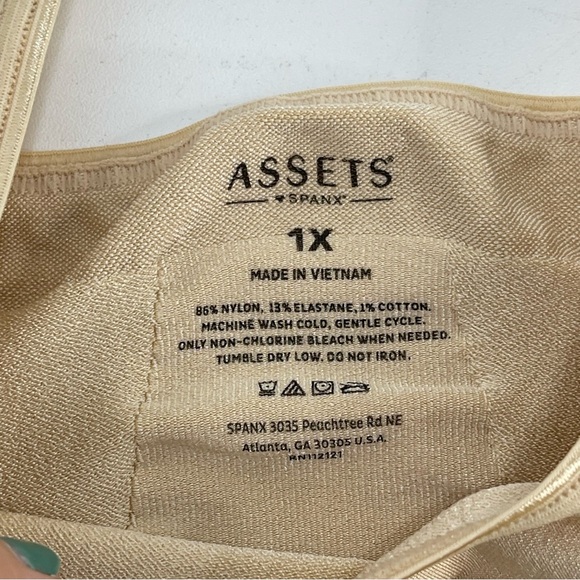 ASSETS®
♥SPANX®
1X
MADE IN VIETNAM
86% NYLON, 13% ELASTANE, 1% COTTON.
MACHINE WASH COLD, GENTLE CYCLE.
ONLY NON-CHLORINE BLEACH WHEN NEEDED.
TUMBLE DRY LOW. DO NOT IRON.
SPANX 3035 Peachtree Rd NE
Atlanta, GA 30305 U.S.A.
RN112121